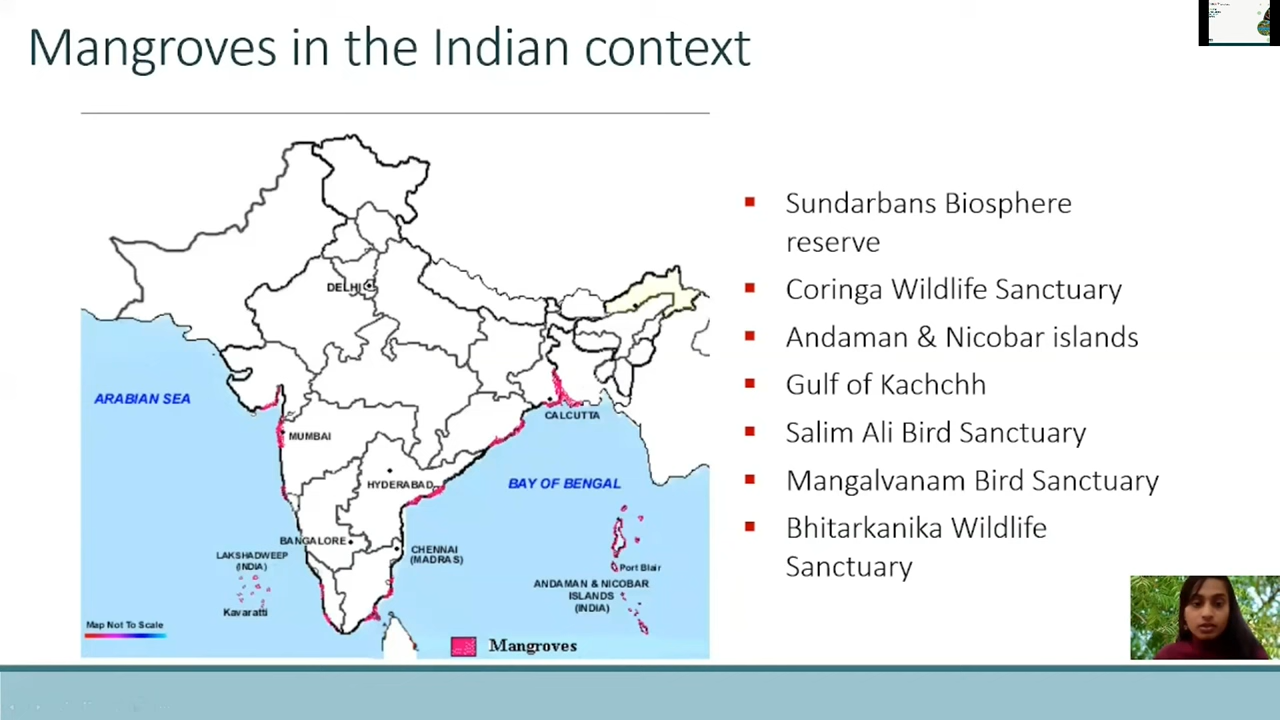 Mangroves in the Indian context
DELHI
ARABIAN SEA
CALCUTTA
MUMBAI
HYDERABAD
BAY OF BENGAL
BANGALORE
CHENNAI
(MADRAS)
LAKSHADWEEP
(INDIA)
Kavaratti
Port Blair
ANDAMAN & NICOBAR
ISLANDS
(INDIA)
Map Not To Scale
Mangroves
Sundarbans Biosphere
reserve
Coringa Wildlife Sanctuary
Andaman & Nicobar islands
Gulf of Kachchh
Salim Ali Bird Sanctuary
Mangalvanam Bird Sanctuary
Bhitarkanika Wildlife
Sanctuary